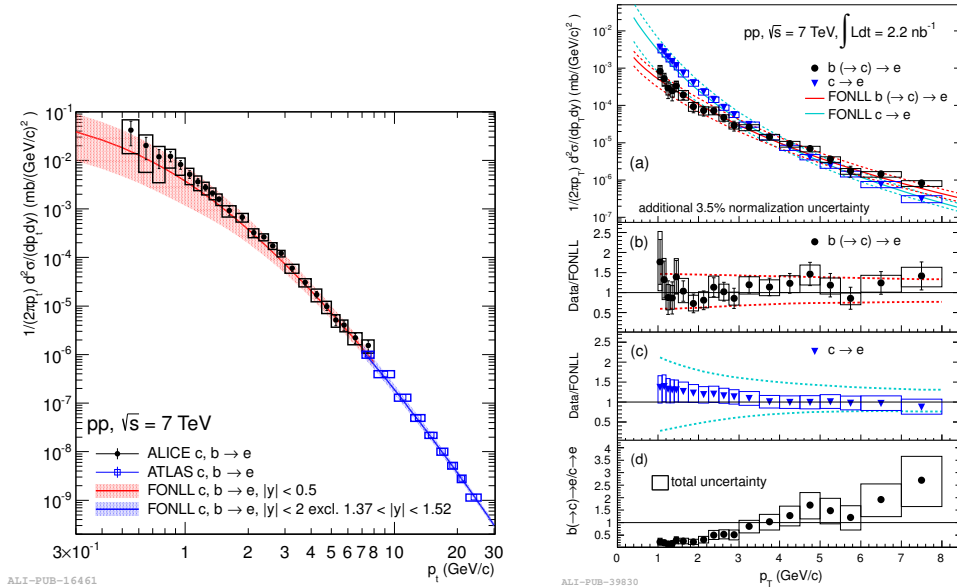 1/(2πp_t) d²σ/(dp_tdy) (mb/(GeV/c)²)
10⁻¹
10⁻²
10⁻³
10⁻⁴
10⁻⁵
10⁻⁶
10⁻⁷
10⁻⁸
10⁻⁹
pp, √s = 7 TeV
ALICE c, b → e
ATLAS c, b → e
FONLL c, b → e, |y| < 0.5
FONLL c, b → e, |y| < 2 excl. 1.37 < |y| < 1.52
3×10⁻¹ 1 2 3 4 5 6 7 8 10 20 30
p_t (GeV/c)
ALI-PUB-16461
1/(2πp_T) d²σ/(dp_Tdy) (mb/(GeV/c)²)
10⁻¹
10⁻²
10⁻³
10⁻⁴
10⁻⁵
10⁻⁶
10⁻⁷
pp, √s = 7 TeV, ∫ Ldt = 2.2 nb⁻¹
b (→ c) → e
c → e
FONLL b (→ c) → e
FONLL c → e
(a)
additional 3.5% normalization uncertainty
Data/FONLL
2.5
2
1.5
1
0.5
(b)
b (→ c) → e
Data/FONLL
2.5
2
1.5
1
0.5
(c)
c → e
b(→c)→e/c→e
4
3.5
3
2.5
2
1.5
1
0.5
(d)
total uncertainty
0 1 2 3 4 5 6 7 8
p_T (GeV/c)
ALI-PUB-39830